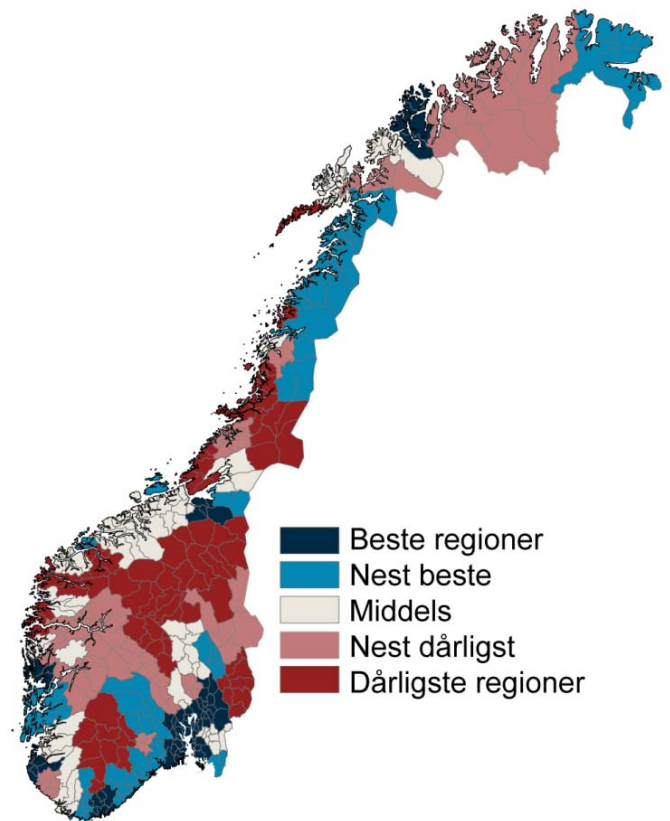 Beste regioner
Nest beste
Middels
Nest dårligst
Dårligste regioner